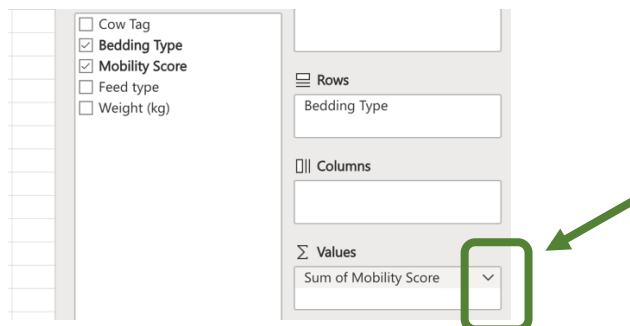 Cow Tag
Bedding Type
Mobility Score
Feed type
Weight (kg)
Rows
Bedding Type
Columns
Σ Values
Sum of Mobility Score